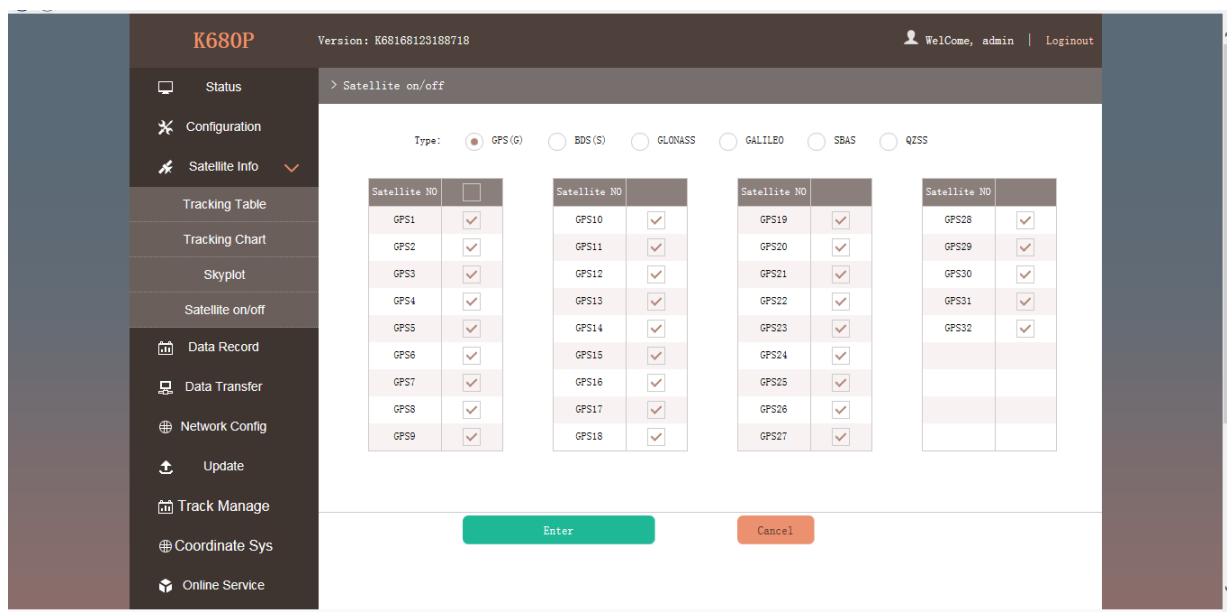 K680P
Version: K68168123188718
WelCome, admin | Loginout
Status
Configuration
Satellite Info
Tracking Table
Tracking Chart
Skyplot
Satellite on/off
Data Record
Data Transfer
Network Config
Update
Track Manage
Coordinate Sys
Online Service
> Satellite on/off
Type: GPS(G) BDS(S) GLONASS GALILEO SBAS QZSS
Satellite NO Satellite NO Satellite NO Satellite NO
GPS1 GPS10 GPS19 GPS28
GPS2 GPS11 GPS20 GPS29
GPS3 GPS12 GPS21 GPS30
GPS4 GPS13 GPS22 GPS31
GPS5 GPS14 GPS23 GPS32
GPS6 GPS15 GPS24
GPS7 GPS16 GPS25
GPS8 GPS17 GPS26
GPS9 GPS18 GPS27
Enter Cancel